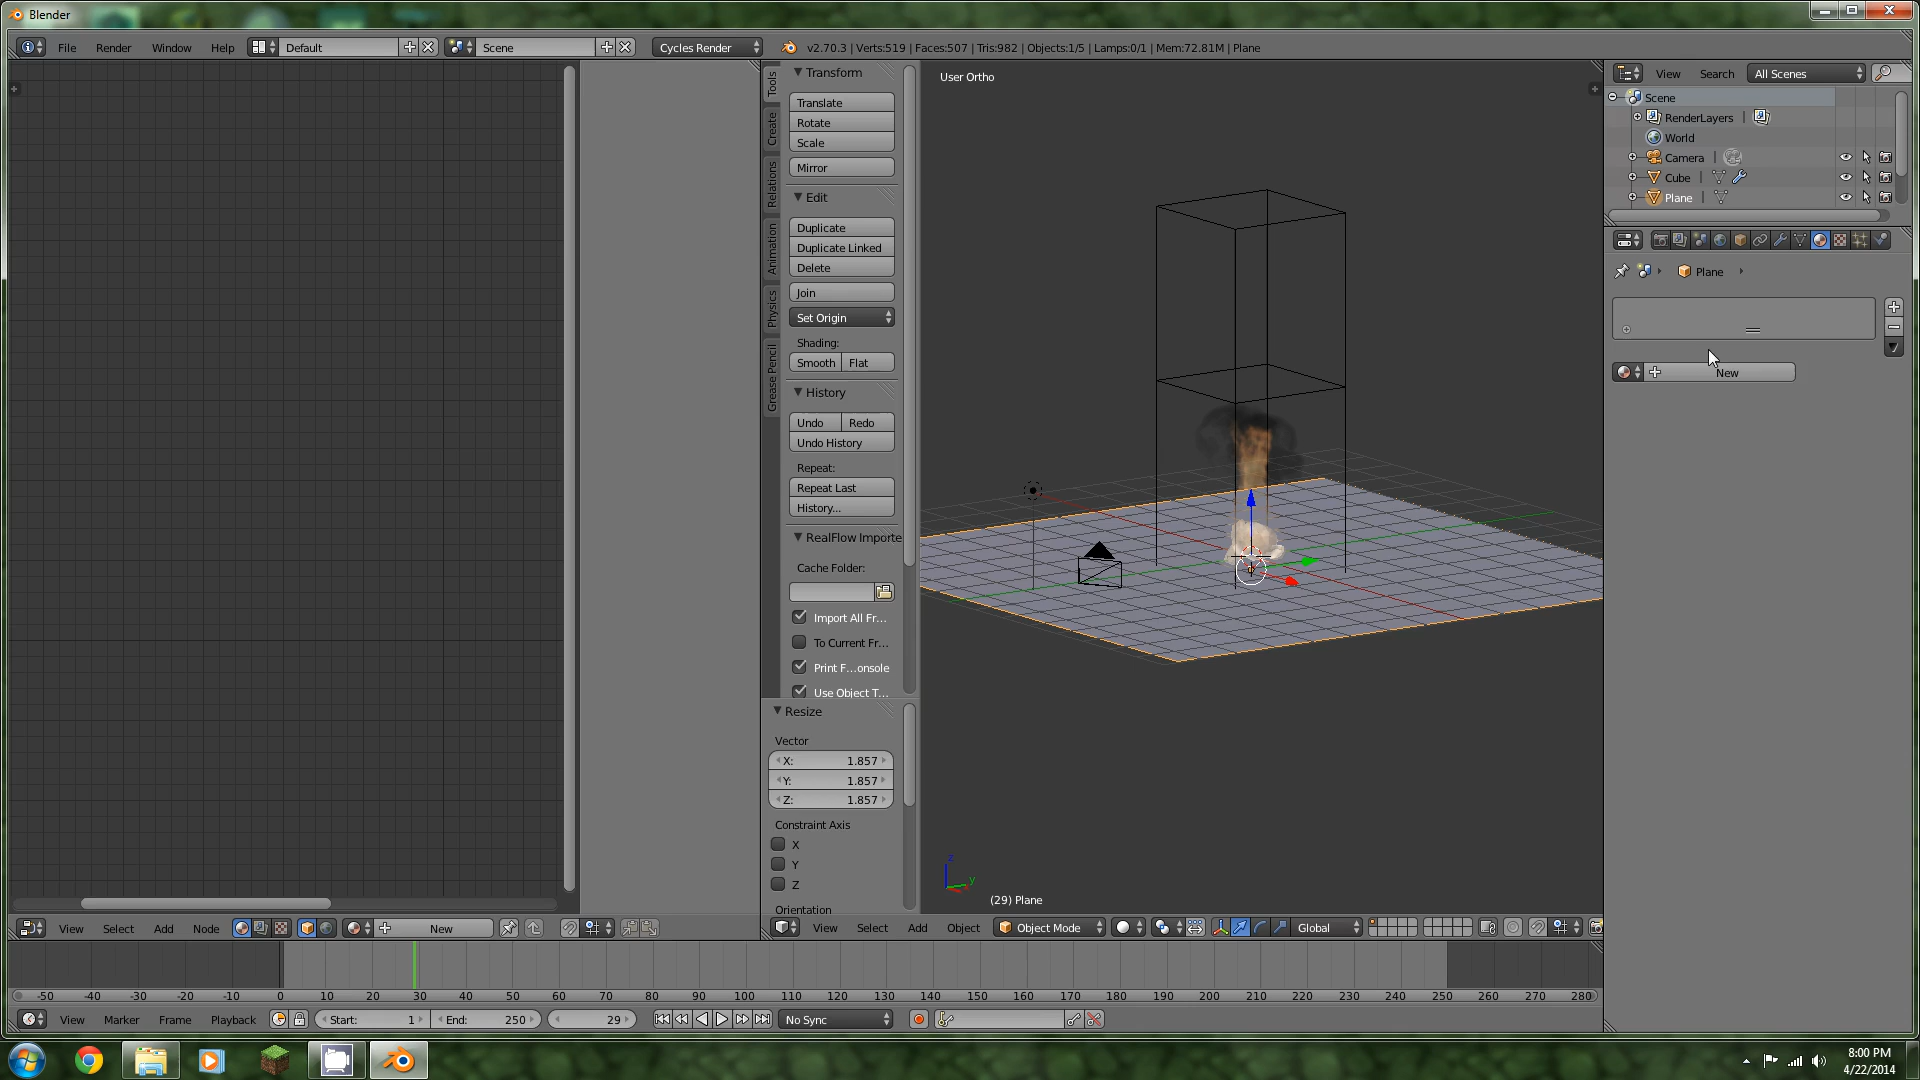 Blender
File Render Window Help Default Scene Cycles Render v2.70.3 | Verts:519 | Faces:507 | Tris:982 | Objects:1/5 | Lamps:0/1 | Mem:72.81M | Plane
Tools
Create
Relations
Animation
Physics
Grease Pencil
Transform
Translate
Rotate
Scale
Mirror
Edit
Duplicate
Duplicate Linked
Delete
Join
Set Origin
Shading:
Smooth Flat
History
Undo Redo
Undo History
Repeat:
Repeat Last
History...
RealFlow Importe
Cache Folder:
Import All Fr...
To Current Fr...
Print F...onsole
Use Object T...
Resize
Vector
X: 1.857
Y: 1.857
Z: 1.857
Constraint Axis
X
Y
Z
Orientation
User Ortho
z
y
(29) Plane
View Search All Scenes
Scene
RenderLayers
World
Camera
Cube
Plane
Plane
New
View Select Add Node New
View Select Add Object Object Mode Global
-50 -40 -30 -20 -10 0 10 20 30 40 50 60 70 80 90 100 110 120 130 140 150 160 170 180 190 200 210 220 230 240 250 260 270 280
View Marker Frame Playback Start: 1 End: 250 29 No Sync
8:00 PM
4/22/2014